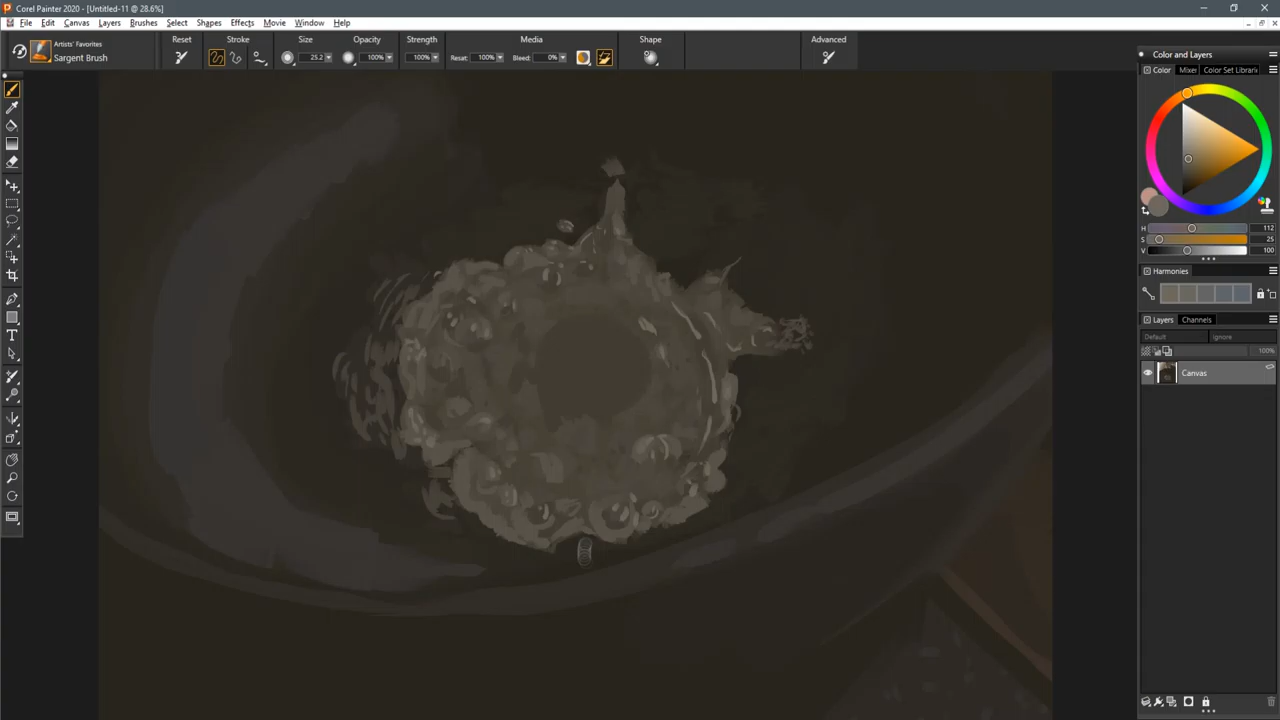 Corel Painter 2020 - [Untitled-11 @ 28.6%]
File Edit Canvas Layers Brushes Select Shapes Effects Movie Window Help
Artists' Favorites
Sargent Brush
Reset
Stroke
Size
25.2
Opacity
100%
Strength
100%
Media
Resat: 100% Bleed: 0%
Shape
Advanced
Color and Layers
Color Mixer Color Set Librari
H 112
S 25
V 100
Harmonies
Layers Channels
Default Ignore
100%
Canvas